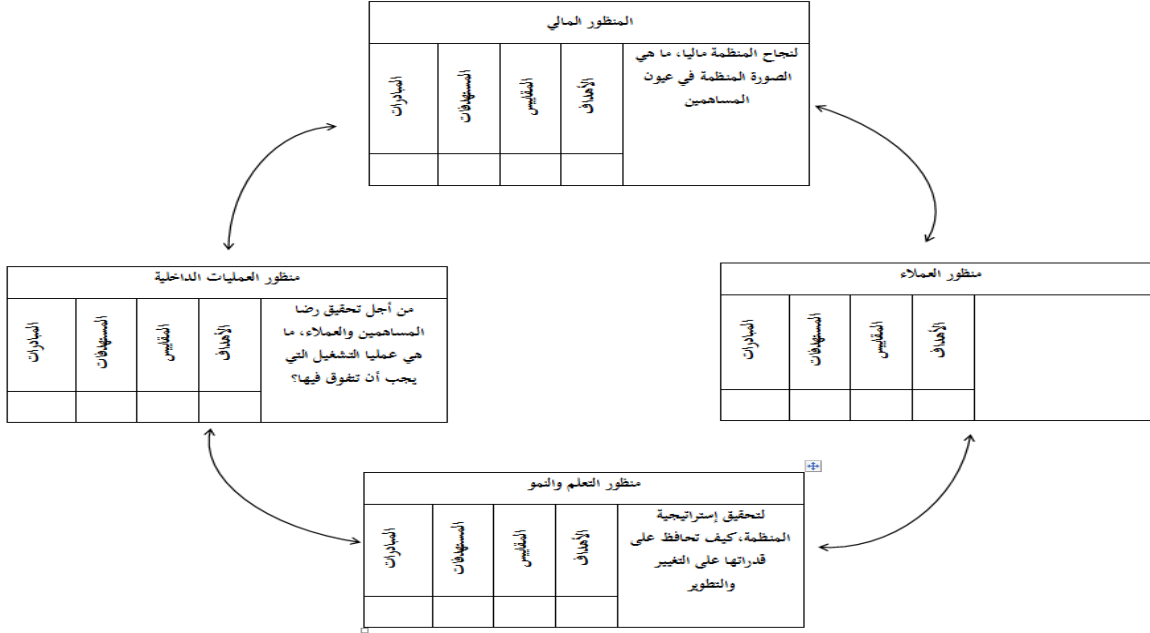 المنظور المالي
لنجاح المنظمة ماليا، ما هي
الصورة المنظمة في عيون
المساهمين
الأهداف
المقاييس
المستهدفات
المبادرات
منظور العملاء
الأهداف
المقاييس
المستهدفات
المبادرات
منظور العمليات الداخلية
من أجل تحقيق رضا
المساهمين والعملاء، ما
هي عمليا التشغيل التي
يجب أن تتفوق فيها؟
الأهداف
المقاييس
المستهدفات
المبادرات
منظور التعلم والنمو
لتحقيق إستراتيجية
المنظمة، كيف تحافظ على
قدراتها على التغيير
والتطوير
الأهداف
المقاييس
المستهدفات
المبادرات